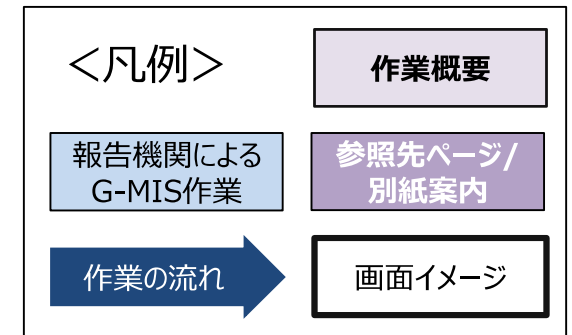 ＜凡例＞
作業概要
報告機関による
G-MIS作業
参照先ページ/
別紙案内
作業の流れ
画面イメージ